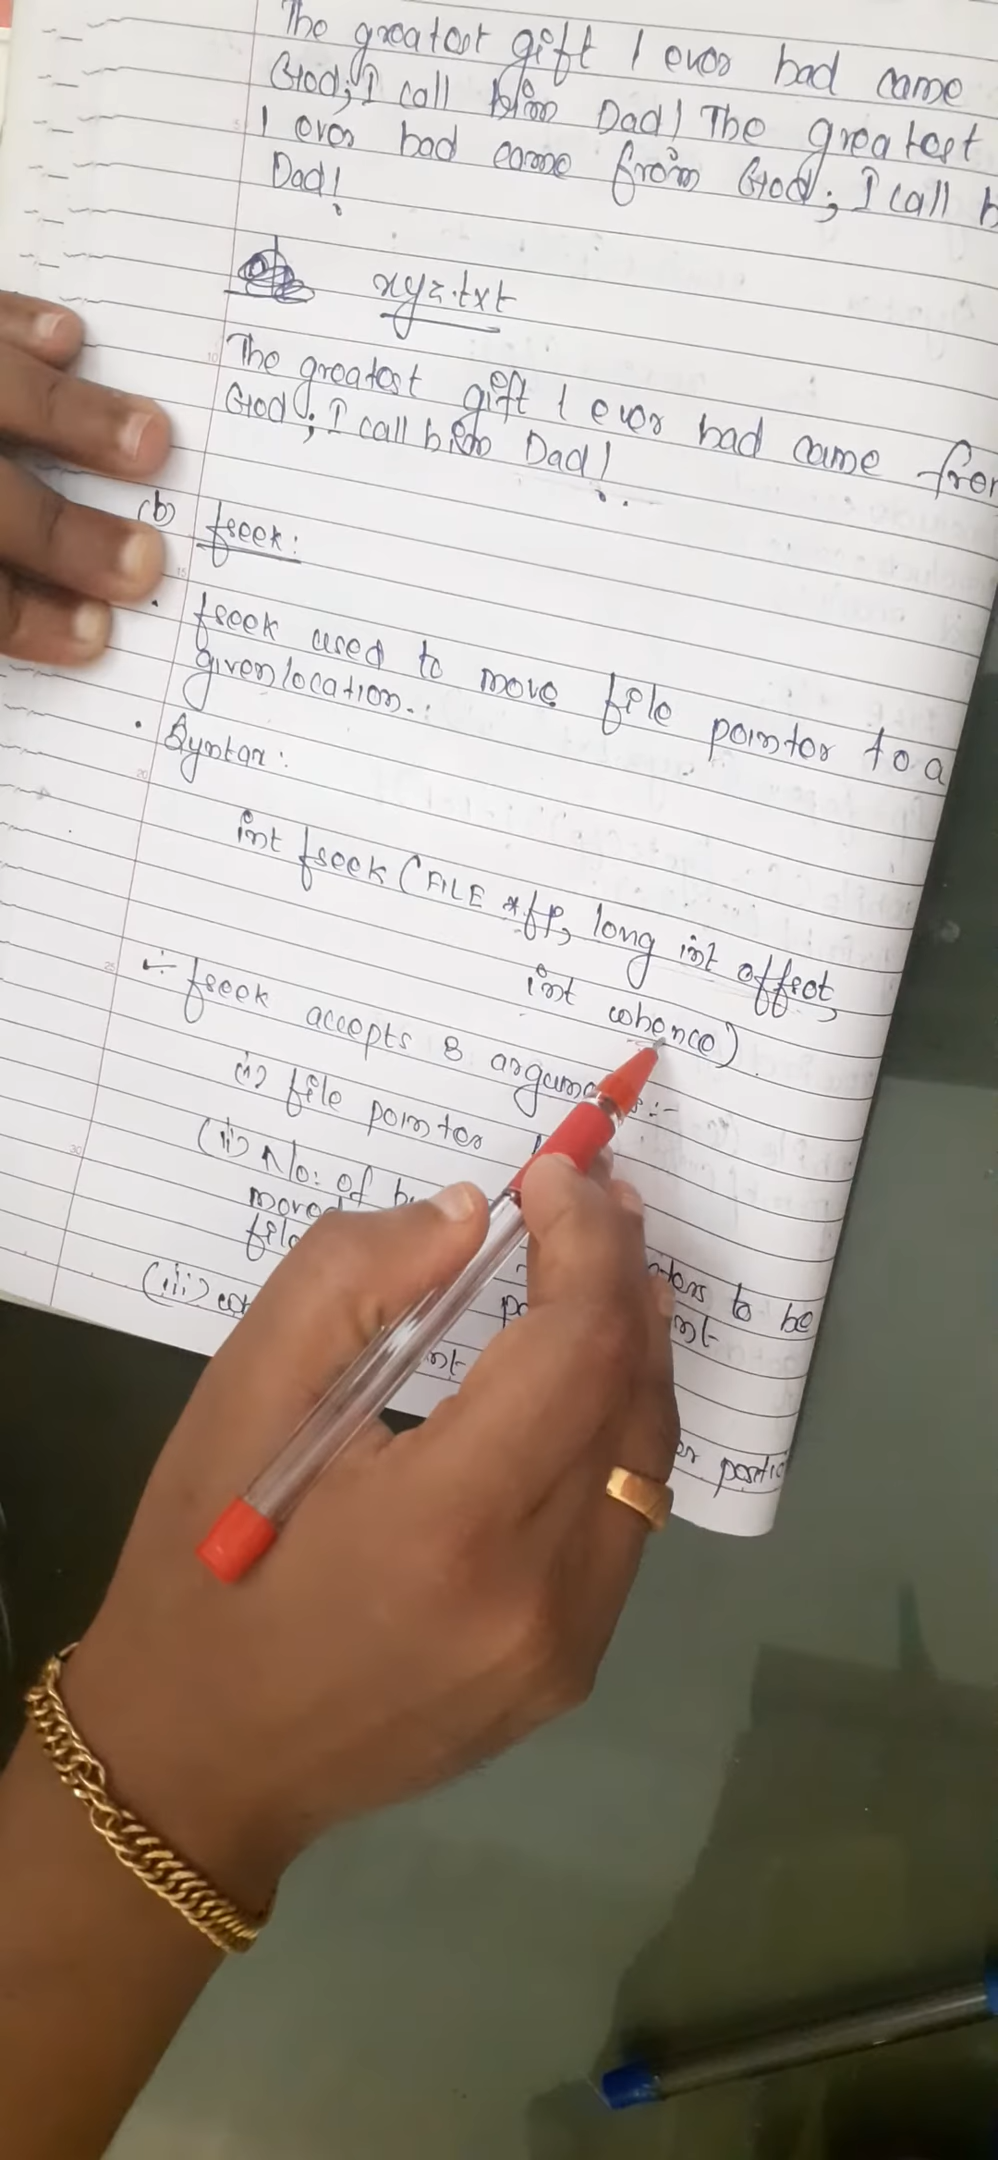 The greatest gift I ever had came
God; I call him Dad! The greatest
I ever had came from God; I call h
Dad!
xyz.txt
The greatest gift I ever had came from
God; I call him Dad!
(b) fseek:
fseek used to move file pointer to a
given location.
Syntax:
int fseek (FILE *fp, long int offset,
int whence)
fseek accepts 3
(i) file pointer
(ii) No: of to be
moved
(iii)